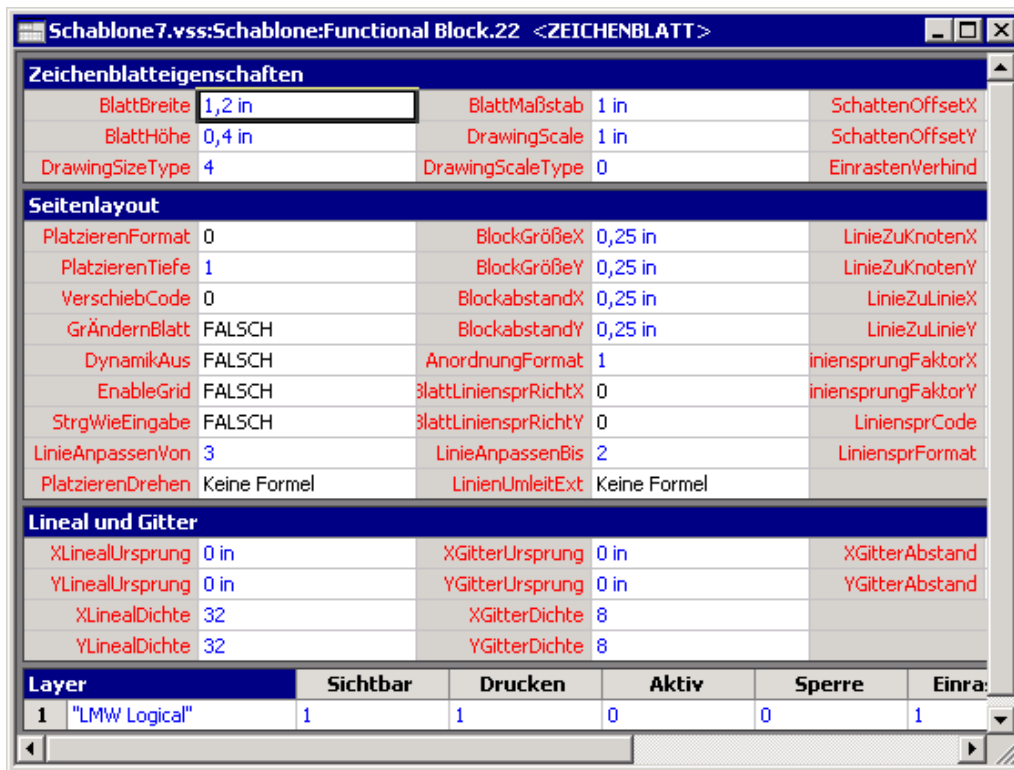 Schablone7.vss:Schablone:Functional Block.22 <ZEICHENBLATT>
Zeichenblatteigenschaften
BlattBreite 1,2 in BlattMaßstab 1 in SchattenOffsetX
BlattHöhe 0,4 in DrawingScale 1 in SchattenOffsetY
DrawingSizeType 4 DrawingScaleType 0 EinrastenVerhind
Seitenlayout
PlatzierenFormat 0 BlockGrößeX 0,25 in LinieZuKnotenX
PlatzierenTiefe 1 BlockGrößeY 0,25 in LinieZuKnotenY
VerschiebCode 0 BlockabstandX 0,25 in LinieZuLinieX
GrÄndernBlatt FALSCH BlockabstandY 0,25 in LinieZuLinieY
DynamikAus FALSCH AnordnungFormat 1 iniensprungFaktorX
EnableGrid FALSCH BlattLiniensprRichtX 0 iniensprungFaktorY
StrgWieEingabe FALSCH BlattLiniensprRichtY 0 LiniensprCode
LinieAnpassenVon 3 LinieAnpassenBis 2 LiniensprFormat
PlatzierenDrehen Keine Formel LinienUmleitExt Keine Formel
Lineal und Gitter
XLinealUrsprung 0 in XGitterUrsprung 0 in XGitterAbstand
YLinealUrsprung 0 in YGitterUrsprung 0 in YGitterAbstand
XLinealDichte 32 XGitterDichte 8
YLinealDichte 32 YGitterDichte 8
Layer Sichtbar Drucken Aktiv Sperre Einra
1 "LMW Logical" 1 1 0 0 1